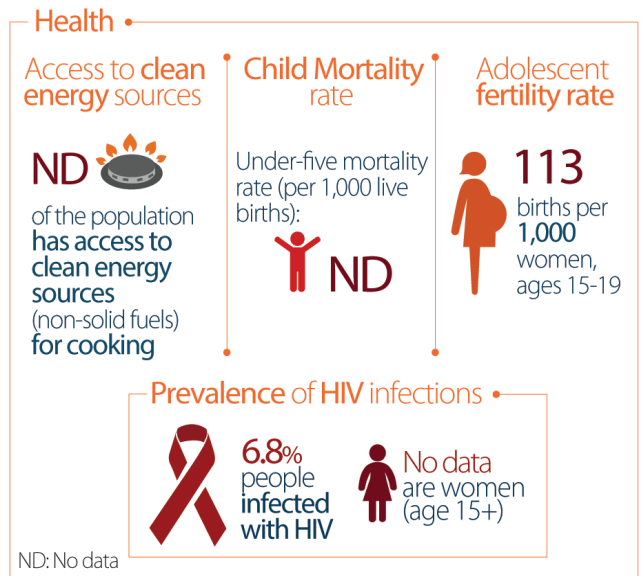 Health
Access to clean
energy sources
ND
of the population
has access to
clean energy
sources
(non-solid fuels)
for cooking
Child Mortality
rate
Under-five mortality
rate (per 1,000 live
births):
ND
Adolescent
fertility rate
113
births per
1,000
women,
ages 15-19
Prevalence of HIV infections
6.8%
people
infected
with HIV
No data
are women
(age 15+)
ND: No data